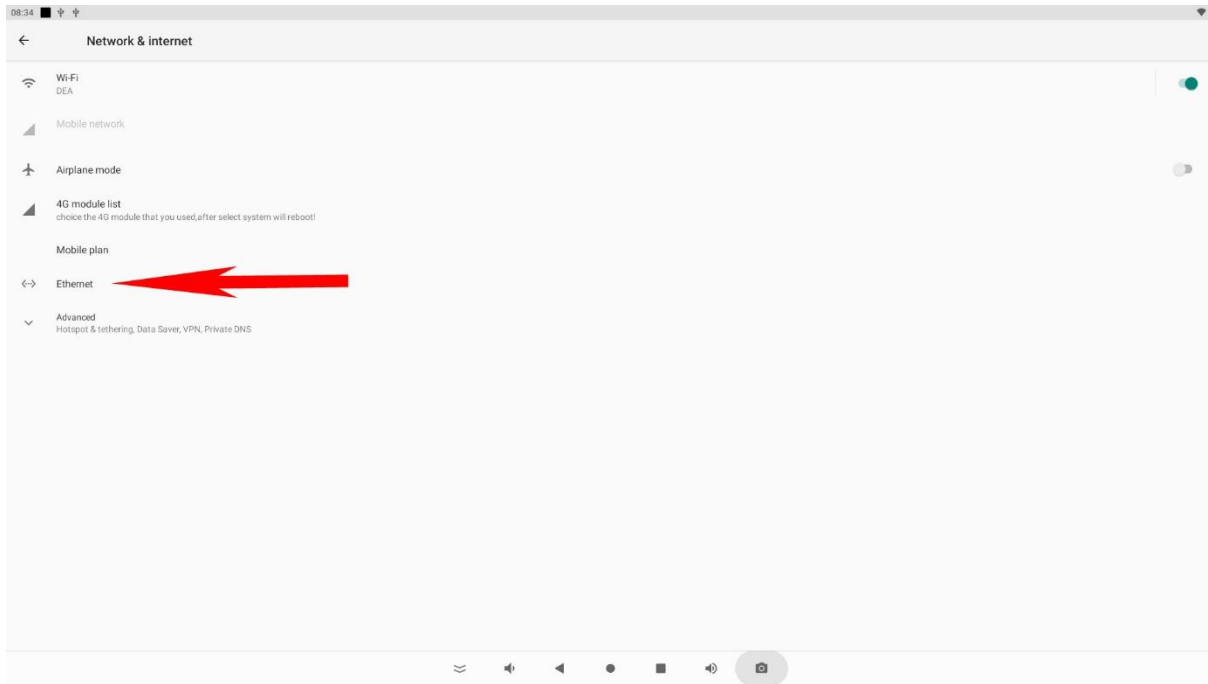 08:34
Network & internet
Wi-Fi
DEA
Mobile network
Airplane mode
4G module list
choice the 4G module that you used,after select system will reboot!
Mobile plan
Ethernet
Advanced
Hotspot & tethering, Data Saver, VPN, Private DNS